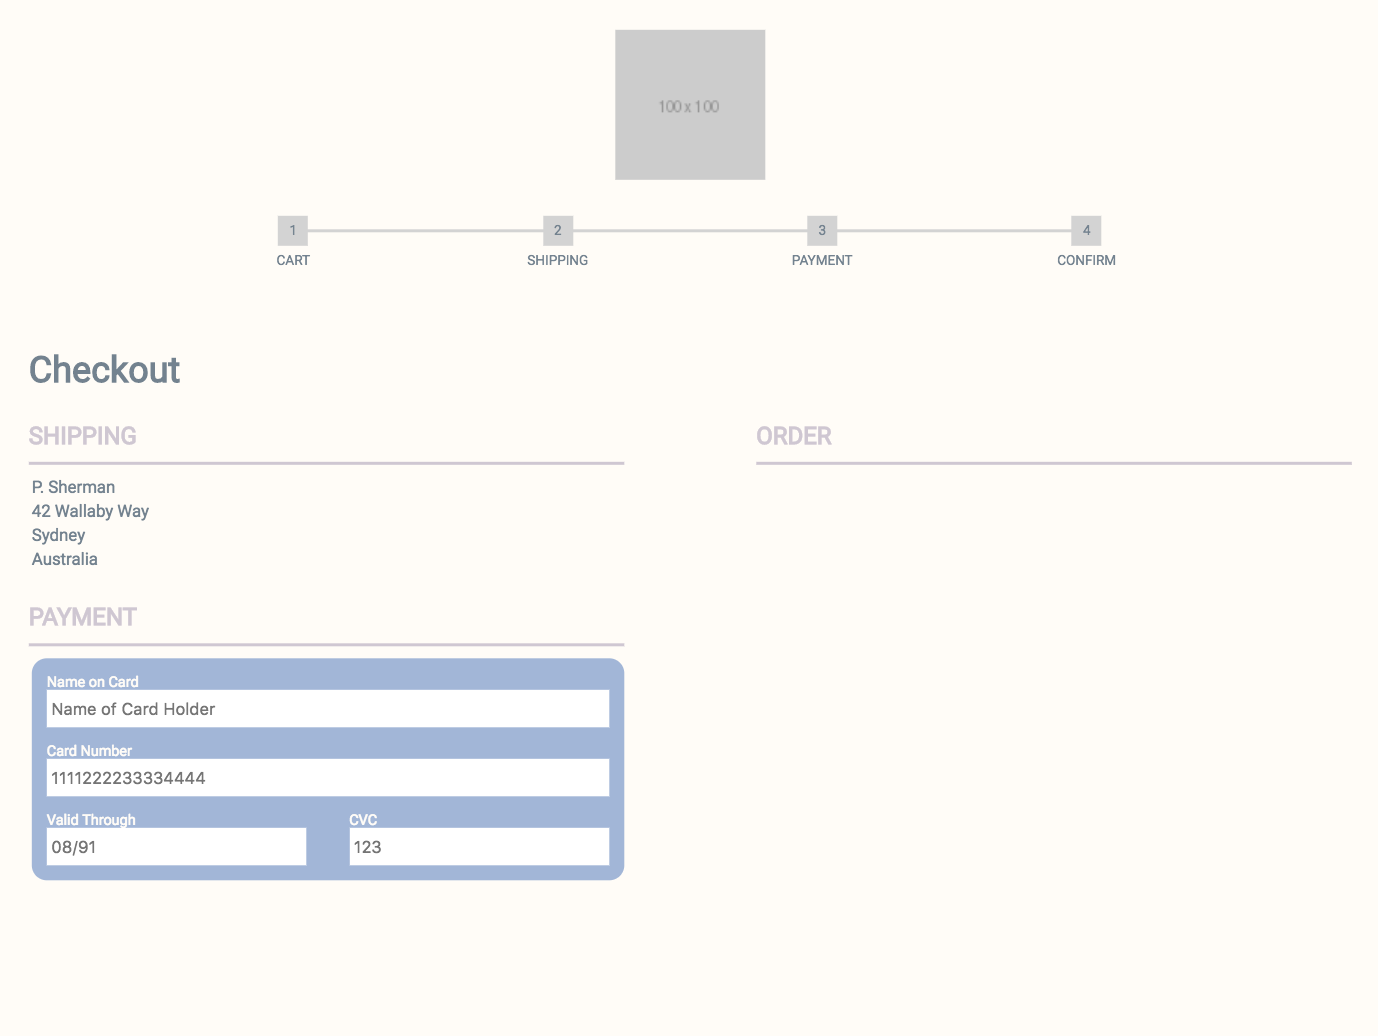 100 x 100
1 2 3 4
CART SHIPPING PAYMENT CONFIRM
Checkout
SHIPPING
P. Sherman
42 Wallaby Way
Sydney
Australia
PAYMENT
Name on Card
Name of Card Holder
Card Number
1111222233334444
Valid Through CVC
08/91 123
ORDER